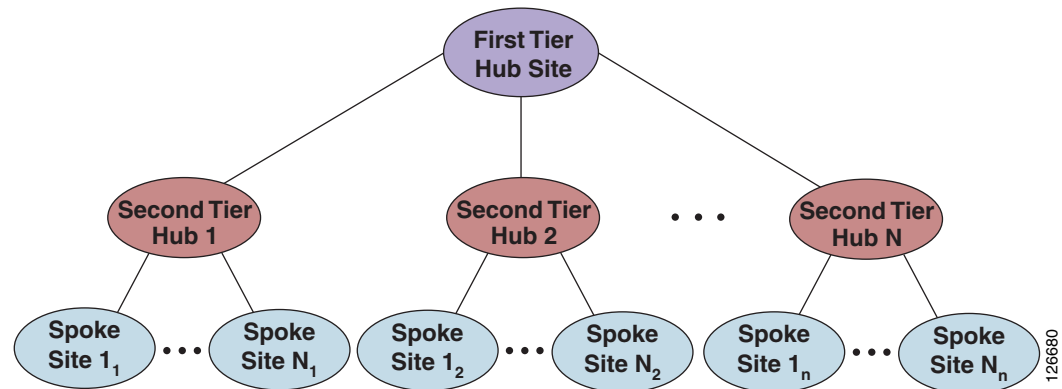 First Tier
Hub Site
Second Tier
Hub 1
Second Tier
Hub 2
• • •
Second Tier
Hub N
Spoke
Site 1₁
•••
Spoke
Site N₁
Spoke
Site 1₂
•••
Spoke
Site N₂
Spoke
Site 1ₙ
•••
Spoke
Site Nₙ
126680